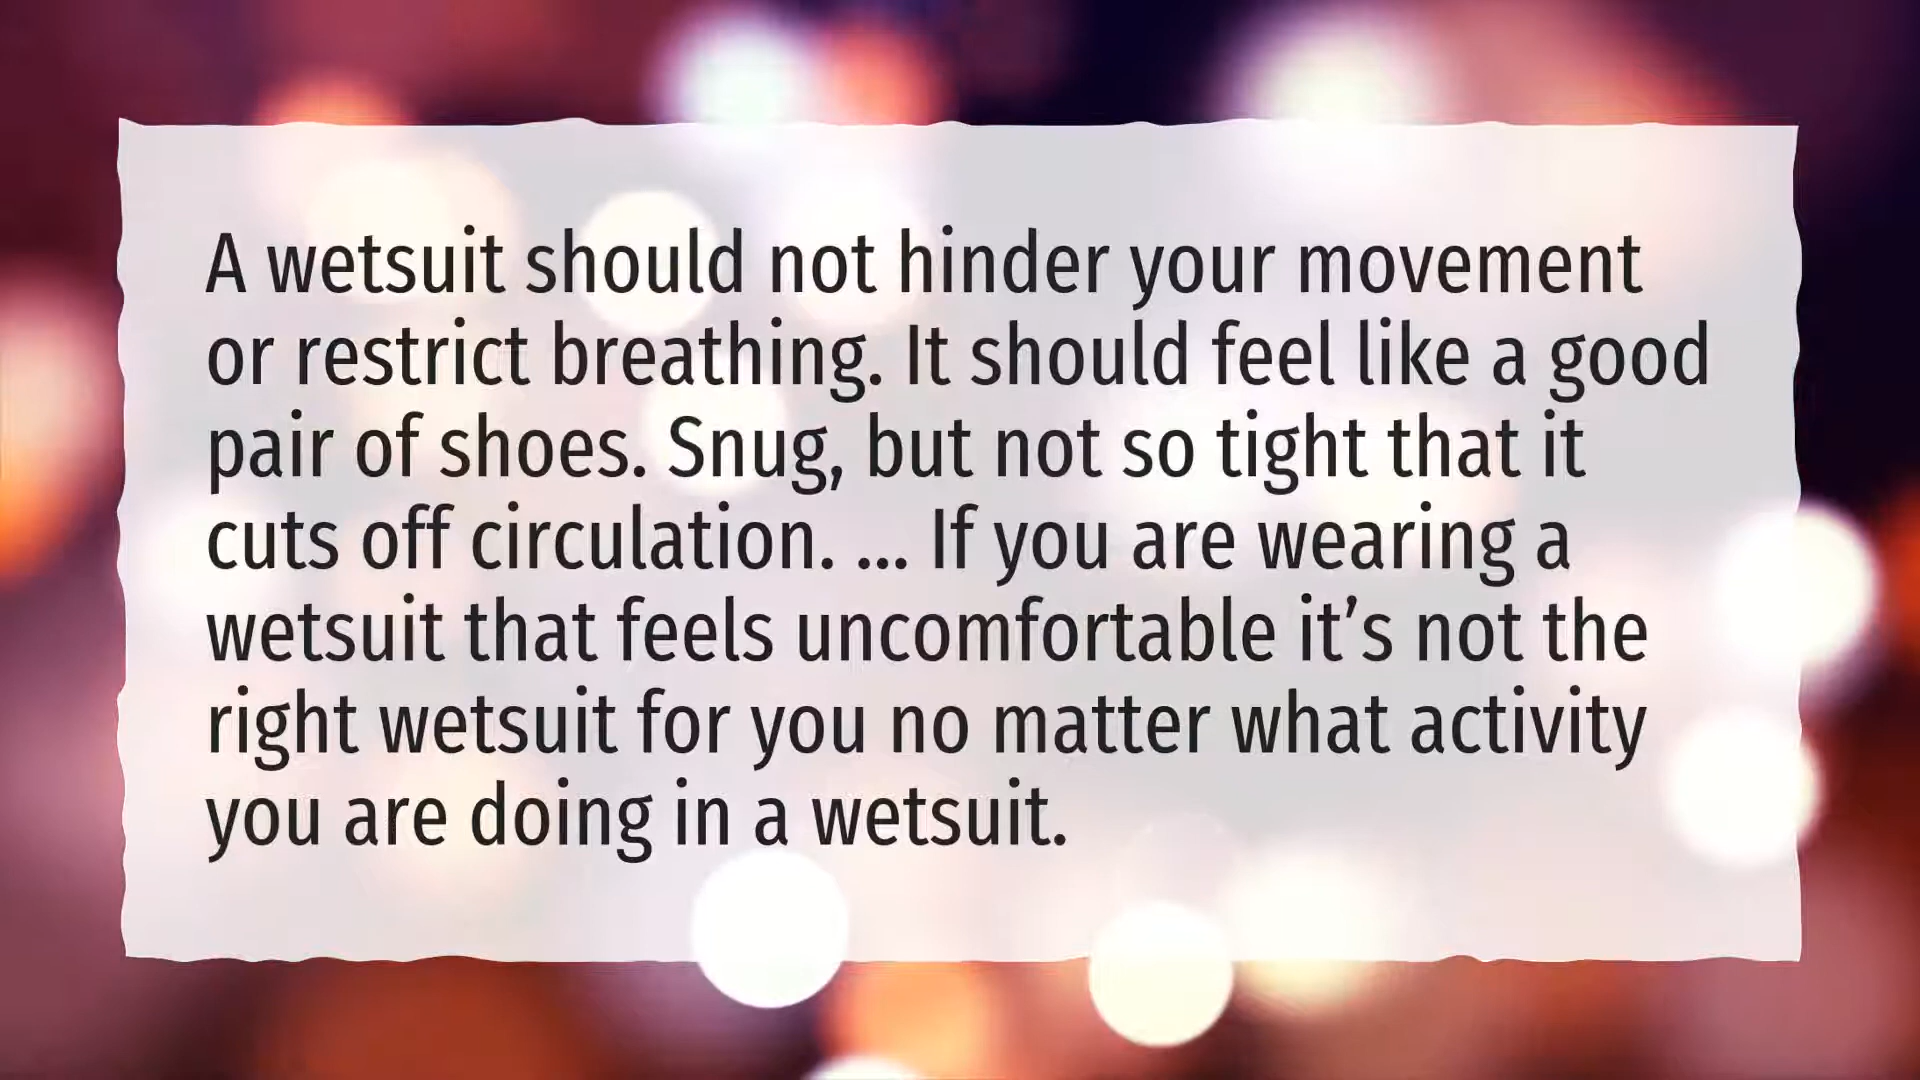 A wetsuit should not hinder your movement
or restrict breathing. It should feel like a good
pair of shoes. Snug, but not so tight that it
cuts off circulation. ... If you are wearing a
wetsuit that feels uncomfortable it’s not the
right wetsuit for you no matter what activity
you are doing in a wetsuit.